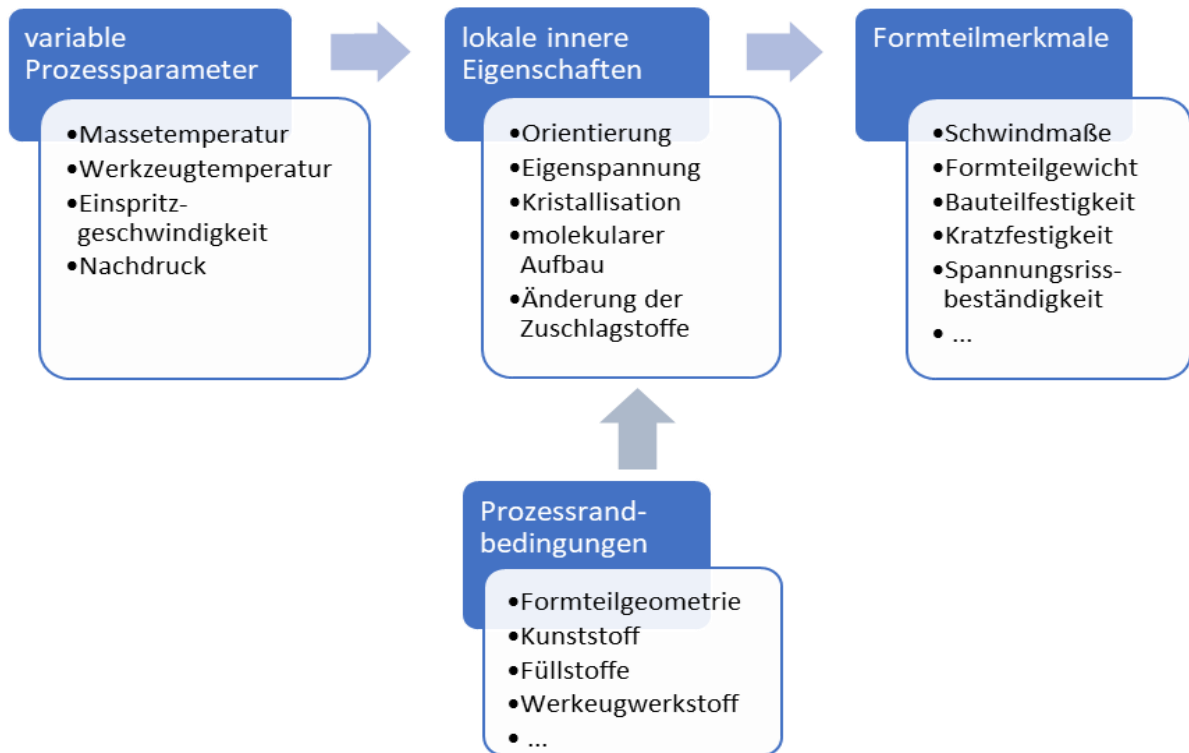 variable
Prozessparameter
•Massetemperatur
•Werkzeugtemperatur
•Einspritz-
geschwindigkeit
•Nachdruck
lokale innere
Eigenschaften
•Orientierung
•Eigenspannung
•Kristallisation
•molekularer
Aufbau
•Änderung der
Zuschlagstoffe
Formteilmerkmale
•Schwindmaße
•Formteilgewicht
•Bauteilfestigkeit
•Kratzfestigkeit
•Spannungsriss-
beständigkeit
• ...
Prozessrand-
bedingungen
•Formteilgeometrie
•Kunststoff
•Füllstoffe
•Werkeugwerkstoff
• ...